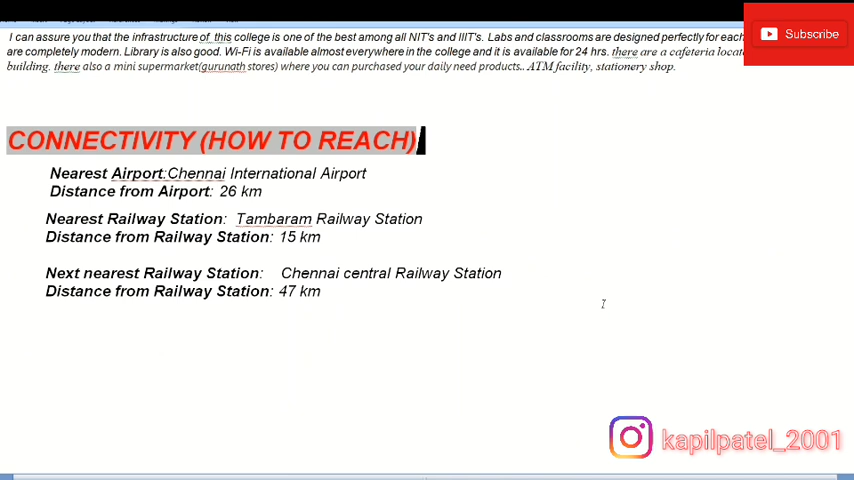 I can assure you that the infrastructure of this college is one of the best among all NIT's and IIIT's. Labs and classrooms are designed perfectly for each
are completely modern. Library is also good. Wi-Fi is available almost everywhere in the college and it is available for 24 hrs. there are a cafeteria
building. there also a mini supermarket(gurunath stores) where you can purchased your daily need products.. ATM facility, stationery shop.
Subscribe
CONNECTIVITY (HOW TO REACH)
Nearest Airport:Chennai International Airport
Distance from Airport: 26 km
Nearest Railway Station: Tambaram Railway Station
Distance from Railway Station: 15 km
Next nearest Railway Station: Chennai central Railway Station
Distance from Railway Station: 47 km
kapilpatel_2001